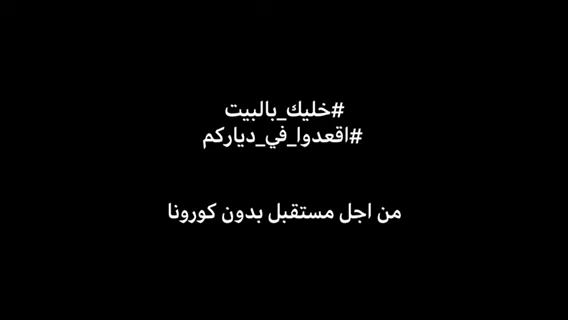 #خليك_بالبيت
#اقعدوا_في_دياركم
من اجل مستقبل بدون كورونا